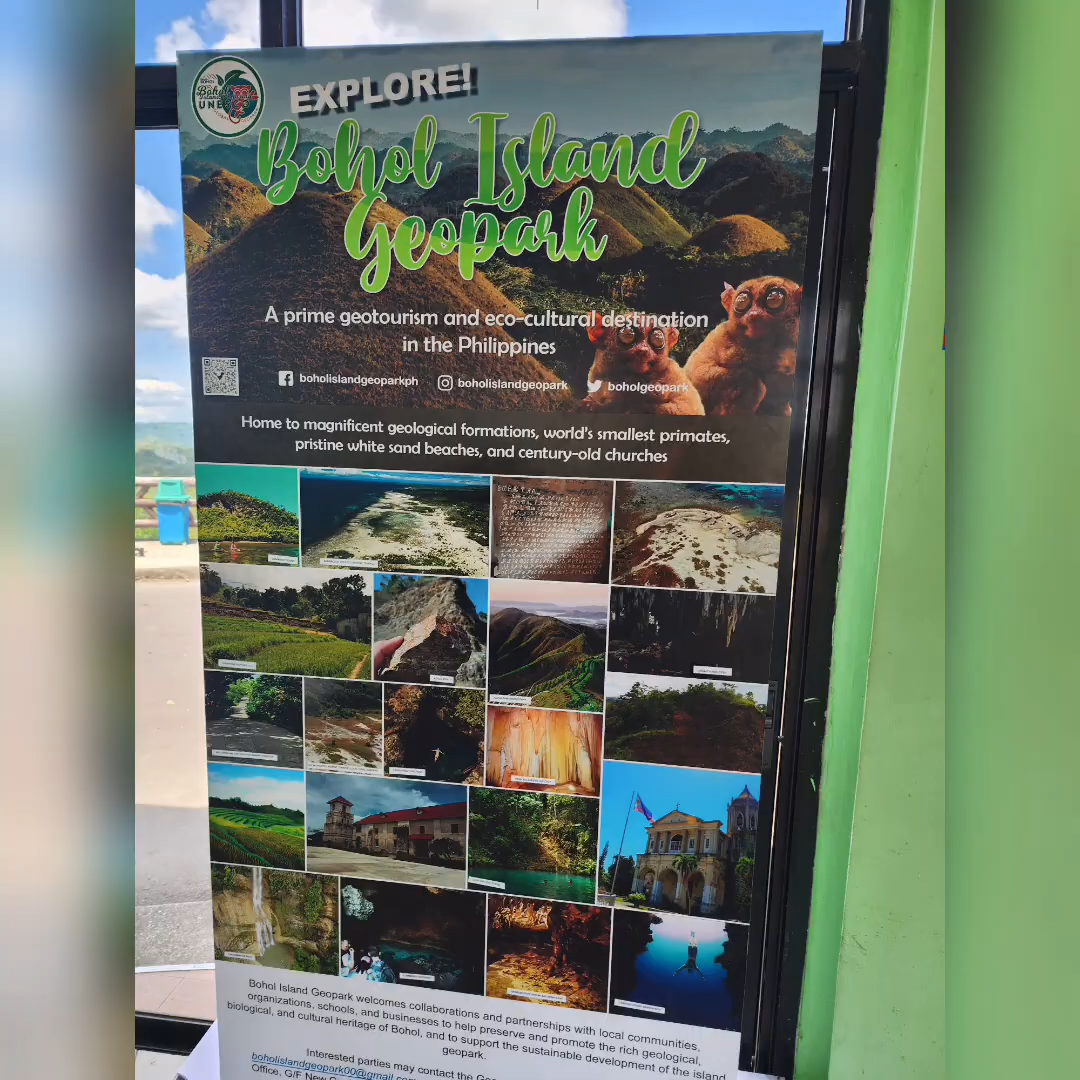 Bohol
Island
UNE
EXPLORE!
Bohol Island
Geopark
A prime geotourism and eco-cultural destination
in the Philippines
boholislandgeoparkph boholislandgeopark boholgeopark
Home to magnificent geological formations, world's smallest primates,
pristine white sand beaches, and century-old churches
Bohol Island Geopark welcomes collaborations and partnerships with local communities,
organizations, schools, and businesses to help preserve and promote the rich geological,
biological, and cultural heritage of Bohol, and to support the sustainable development of the island
geopark.
Interested parties may contact the
boholislandgeopark00@gmail
Office, G/F New